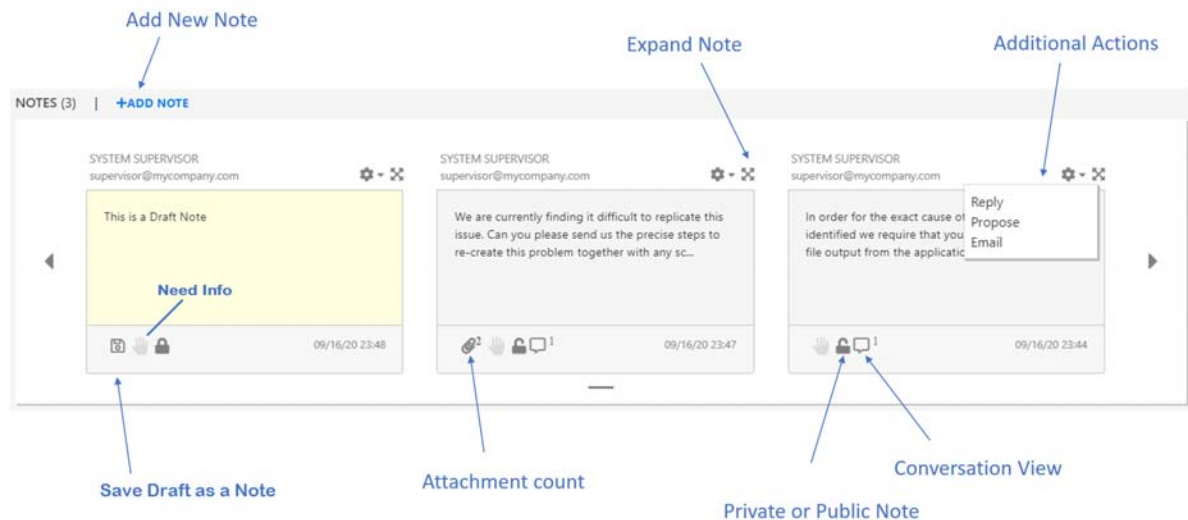 Add New Note
Expand Note
Additional Actions
NOTES (3) | +ADD NOTE
SYSTEM SUPERVISOR
supervisor@mycompany.com
This is a Draft Note
Need Info
09/16/20 23:48
SYSTEM SUPERVISOR
supervisor@mycompany.com
We are currently finding it difficult to replicate this
issue. Can you please send us the precise steps to
re-create this problem together with any sc...
2
1
09/16/20 23:47
SYSTEM SUPERVISOR
supervisor@mycompany.com
Reply
Propose
Email
In order for the exact cause of
identified we require that you
file output from the applicatio
1
09/16/20 23:44
Save Draft as a Note
Attachment count
Conversation View
Private or Public Note